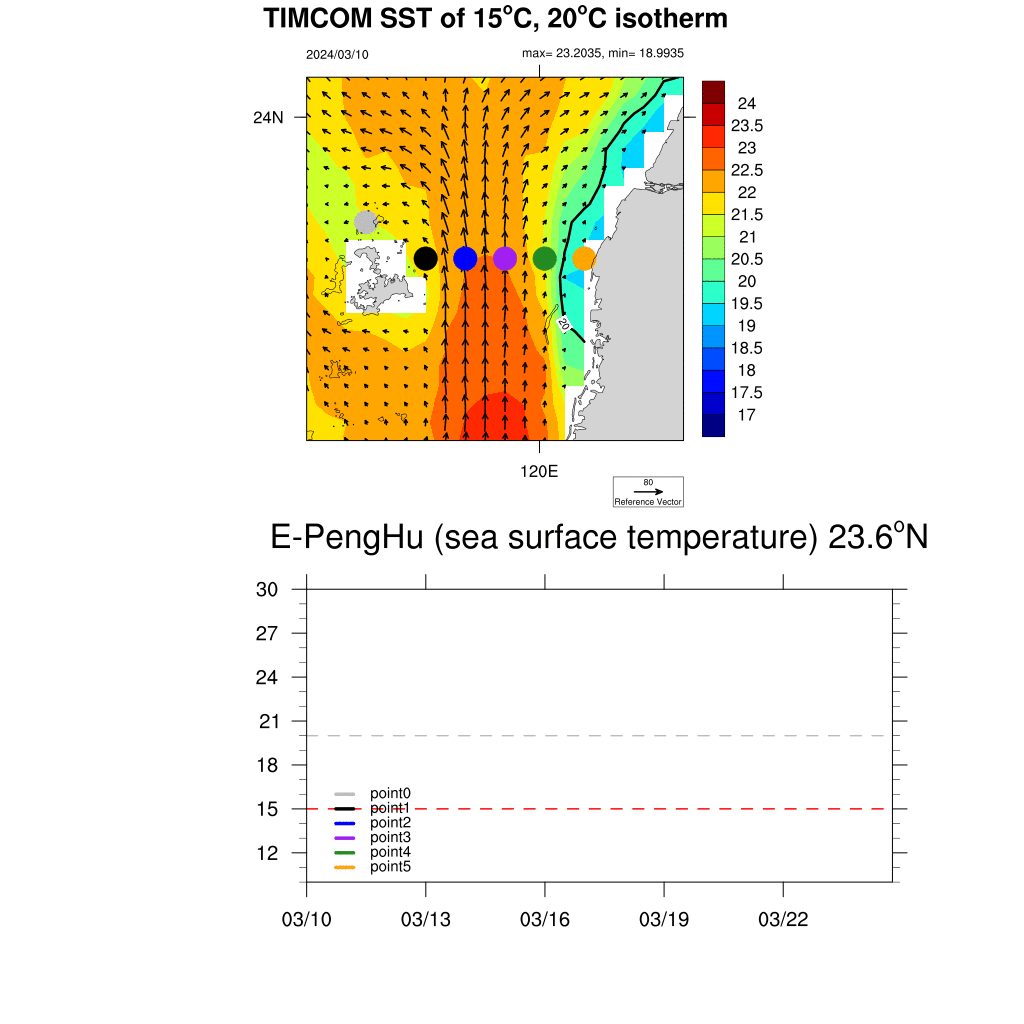 TIMCOM SST of 15°C, 20°C isotherm
2024/03/10
max= 23.2035, min= 18.9935
24N
120E
20
24
23.5
23
22.5
22
21.5
21
20.5
20
19.5
19
18.5
18
17.5
17
80
Reference Vector
E-PengHu (sea surface temperature) 23.6°N
30
27
24
21
18
15
12
point0
point1
point2
point3
point4
point5
03/10 03/13 03/16 03/19 03/22